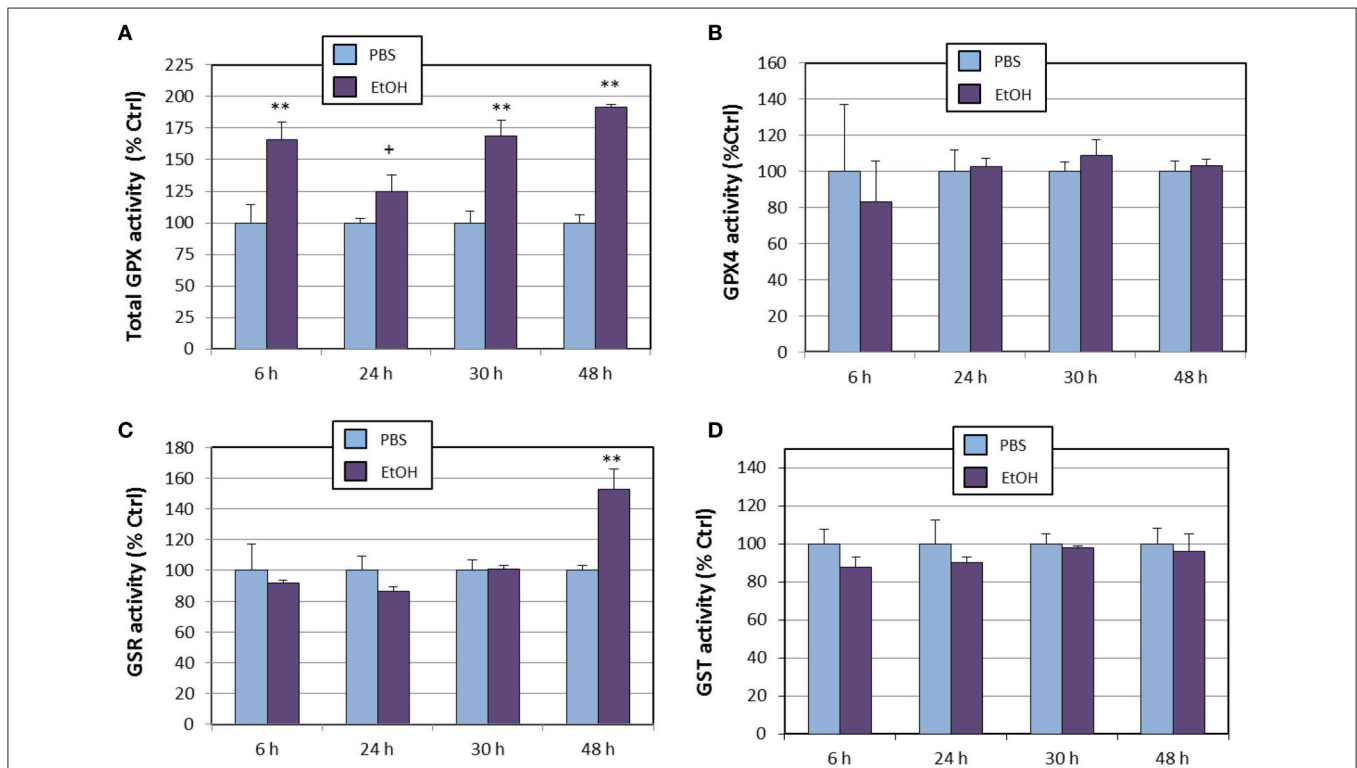 A
PBS
EtOH
Total GPX activity (% Ctrl)
225
200
175
150
125
100
75
50
25
0
**
+
**
**
6 h 24 h 30 h 48 h
B
PBS
EtOH
GPX4 activity (%Ctrl)
160
140
120
100
80
60
40
20
0
6 h 24 h 30 h 48 h
C
PBS
EtOH
GSR activity (% Ctrl)
180
160
140
120
100
80
60
40
20
0
**
6 h 24 h 30 h 48 h
D
PBS
EtOH
GST activity (% Ctrl)
140
120
100
80
60
40
20
0
6 h 24 h 30 h 48 h